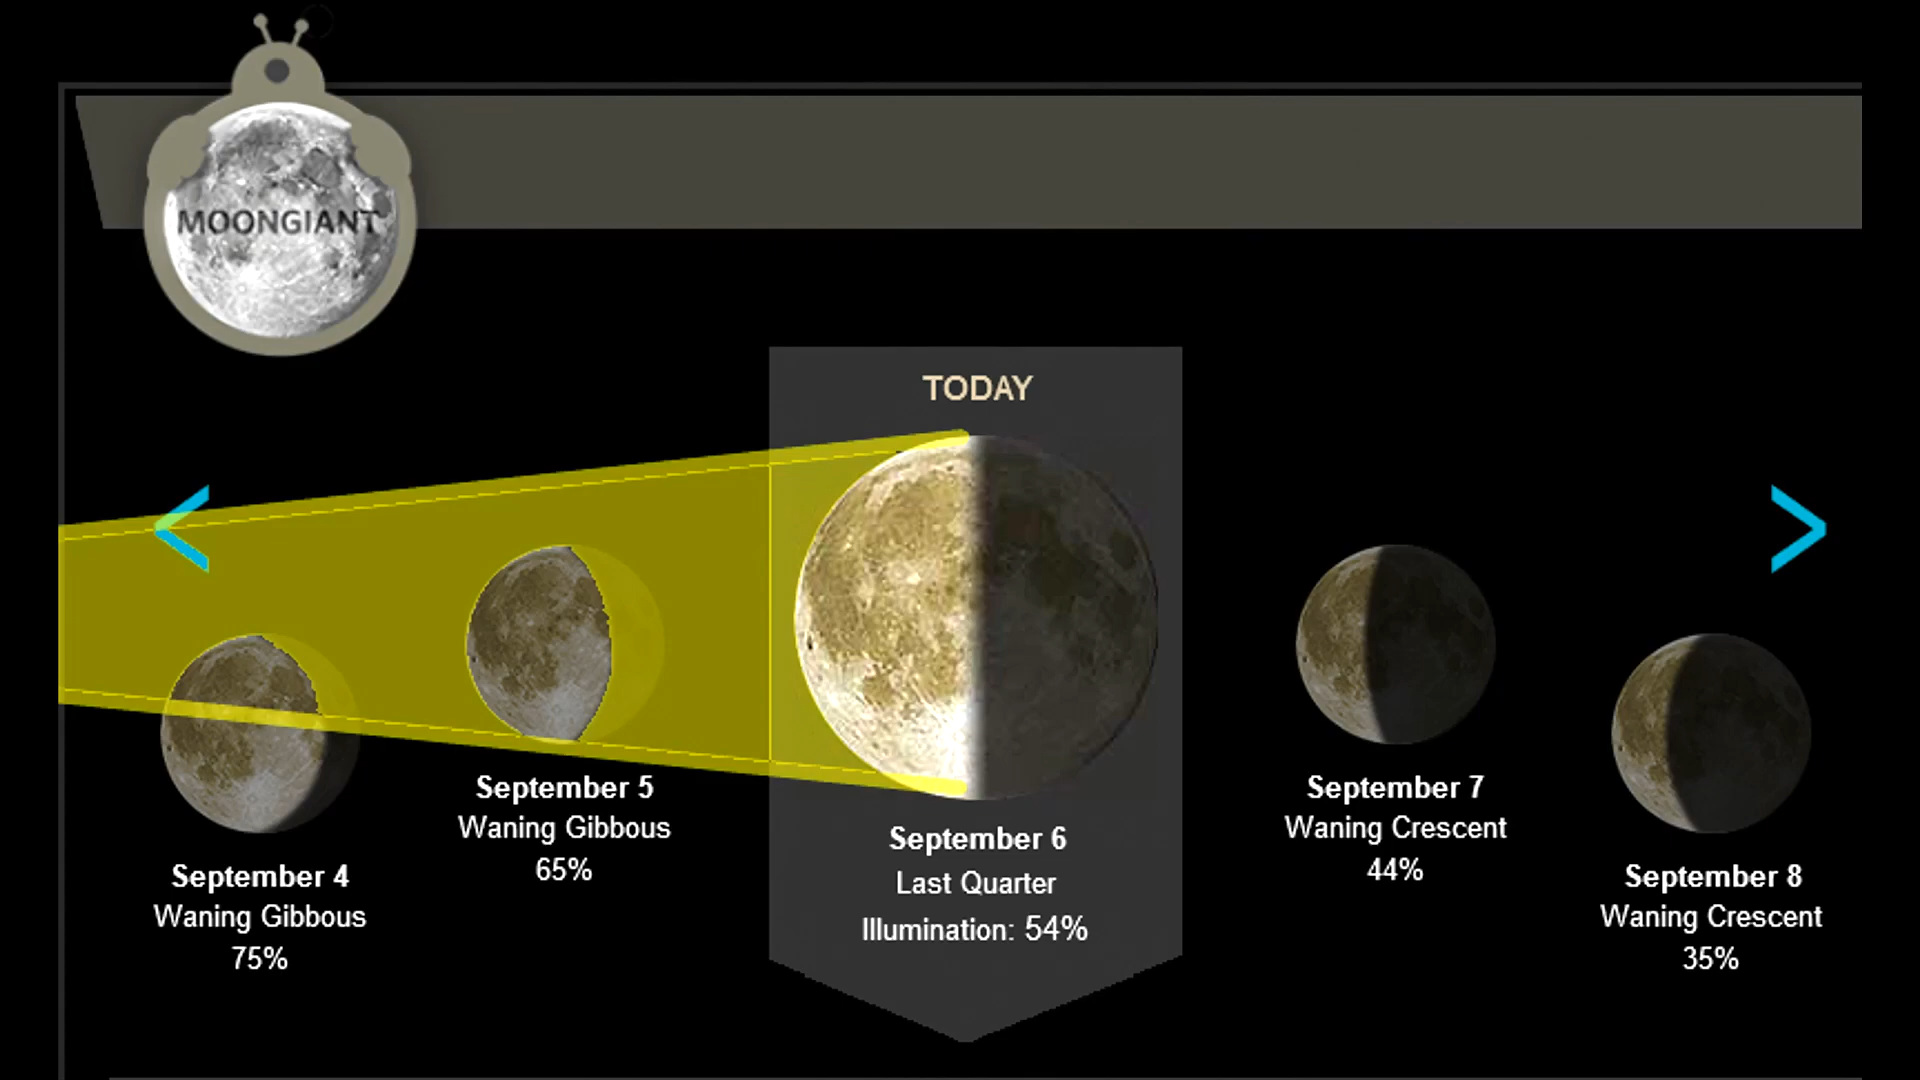 MOONGIANT
TODAY
September 4
Waning Gibbous
75%
September 5
Waning Gibbous
65%
September 6
Last Quarter
Illumination: 54%
September 7
Waning Crescent
44%
September 8
Waning Crescent
35%